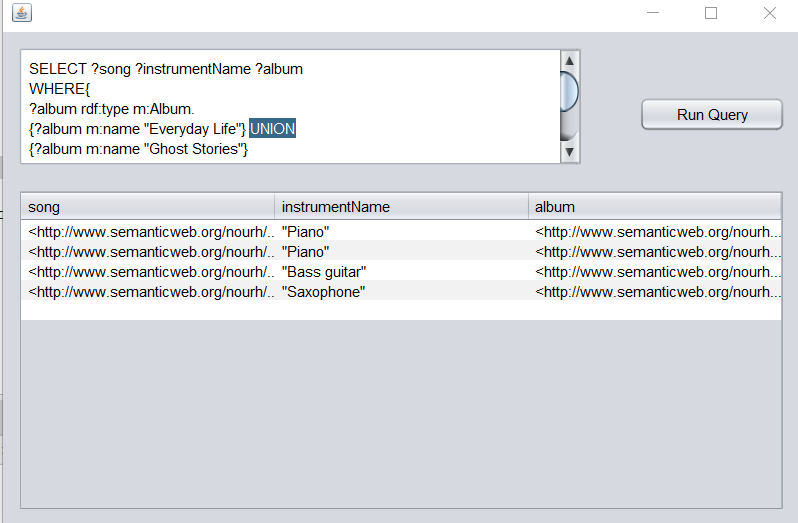 SELECT ?song ?instrumentName ?album
WHERE{
?album rdf:type m:Album.
{?album m:name "Everyday Life"} UNION
{?album m:name "Ghost Stories"}
Run Query
song instrumentName album
<http://www.semanticweb.org/nourh/... "Piano" <http://www.semanticweb.org/nourh...
<http://www.semanticweb.org/nourh/... "Piano" <http://www.semanticweb.org/nourh...
<http://www.semanticweb.org/nourh/... "Bass guitar" <http://www.semanticweb.org/nourh...
<http://www.semanticweb.org/nourh/... "Saxophone" <http://www.semanticweb.org/nourh...